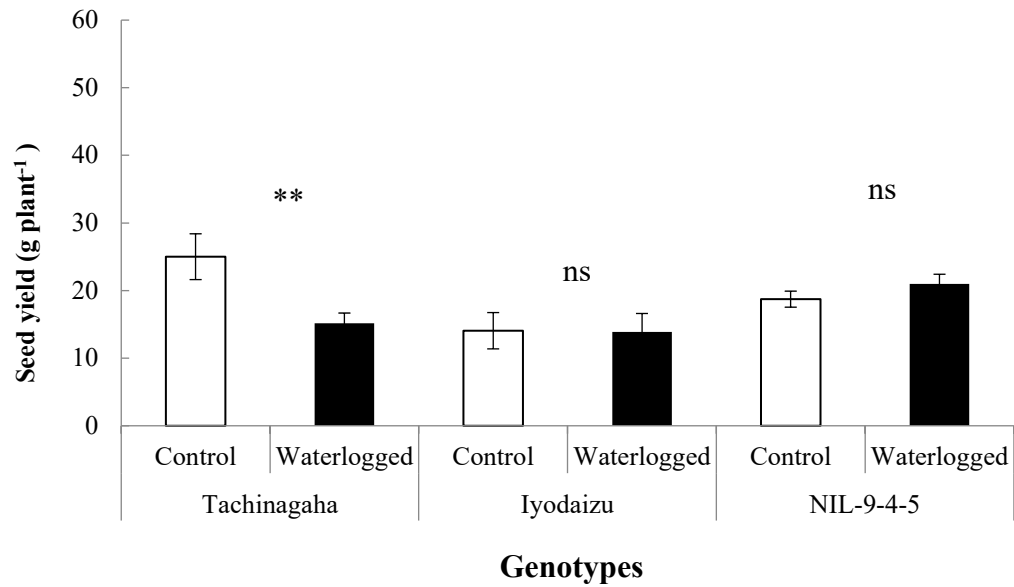 60
50
40
30
20
10
0
Seed yield (g plant⁻¹)
**
ns
ns
Control Waterlogged Control Waterlogged Control Waterlogged
Tachinagaha Iyodaizu NIL-9-4-5
Genotypes